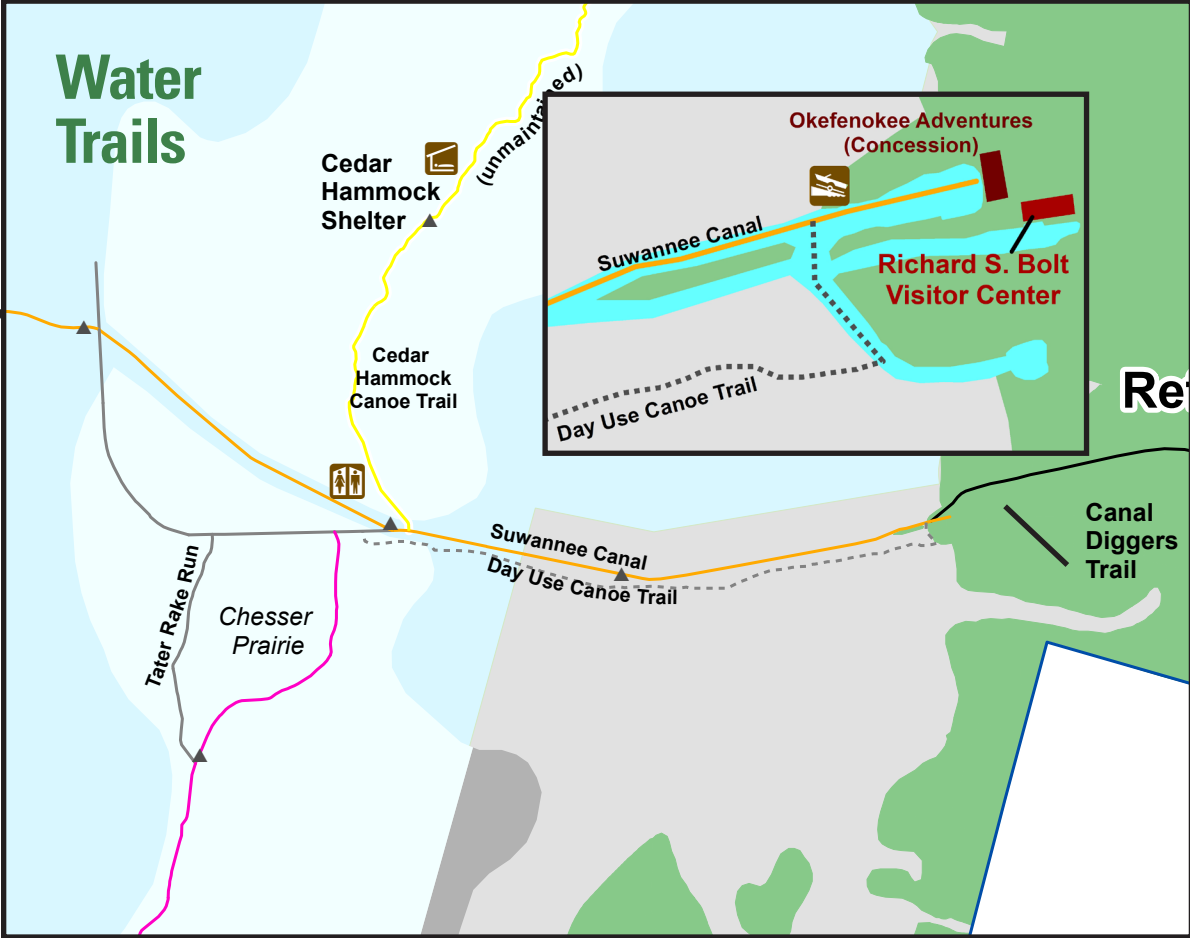 Water
Trails
Cedar
Hammock
Shelter
(unmaintained)
Okefenokee Adventures
(Concession)
Suwannee Canal
Richard S. Bolt
Visitor Center
Day Use Canoe Trail
Cedar
Hammock
Canoe Trail
Suwannee Canal
Day Use Canoe Trail
Canal
Diggers
Trail
Tater Rake Run
Chesser
Prairie